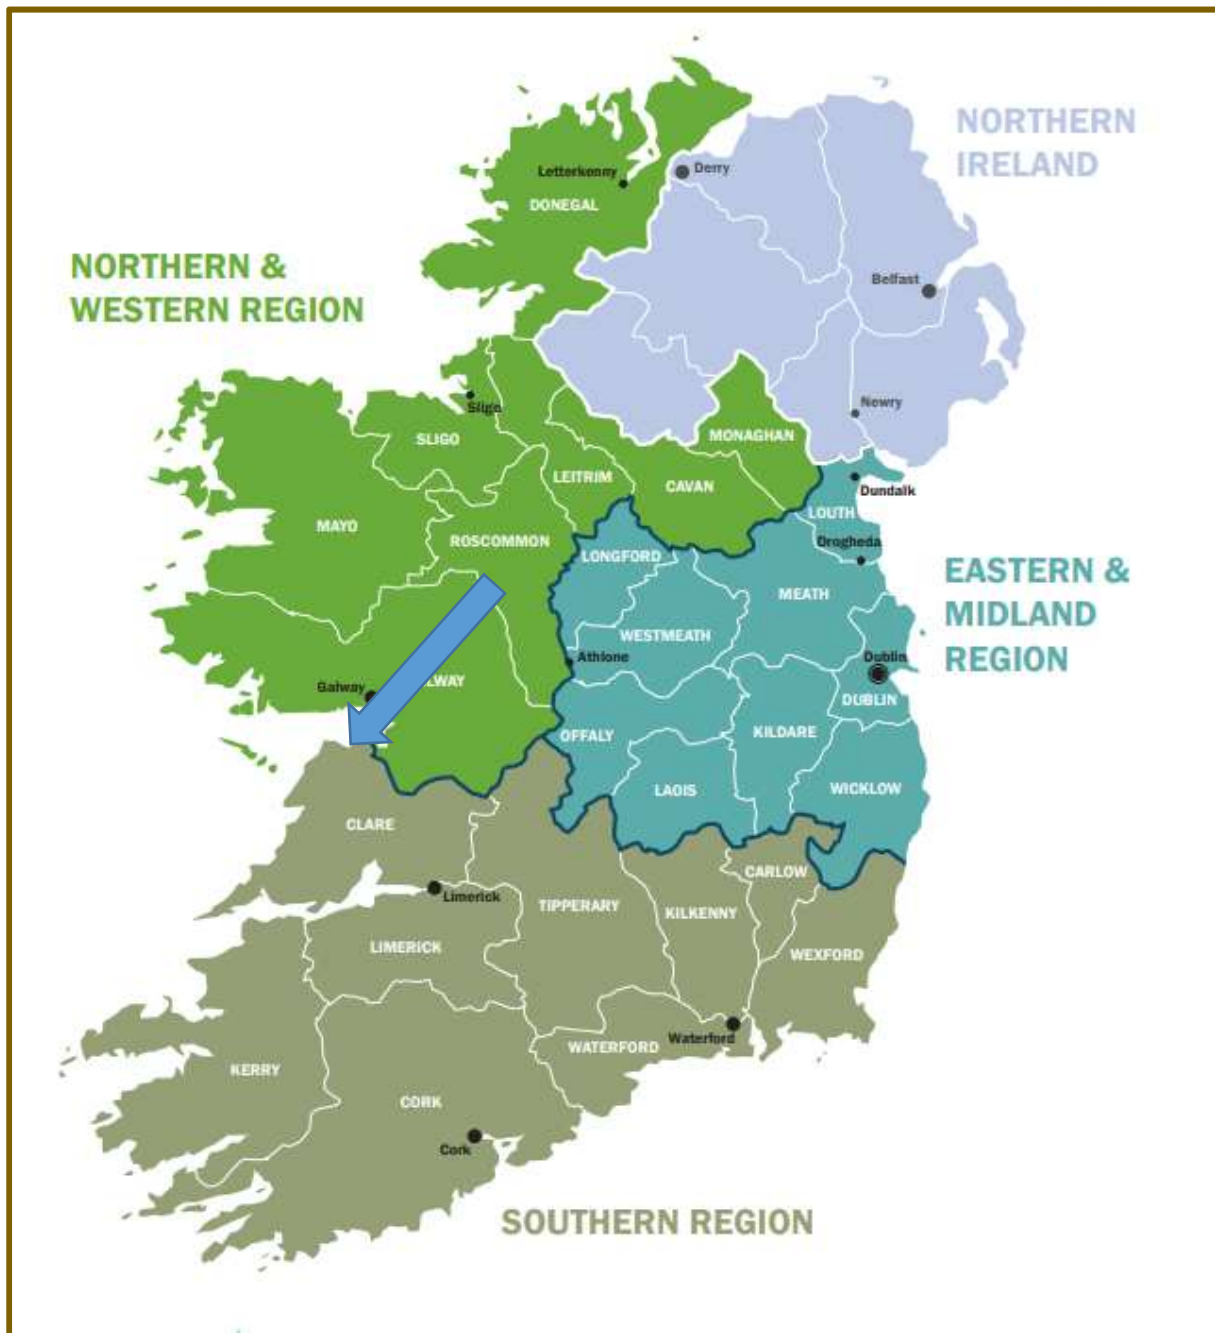 NORTHERN
IRELAND
Derry
Letterkenny
DONEGAL
NORTHERN &
WESTERN REGION
Belfast
Sligo
Newry
SLIGO
MONAGHAN
LEITRIM
CAVAN
Dundalk
LOUTH
MAYO
ROSCOMMON
Drogheda
LONGFORD
EASTERN &
MIDLAND
REGION
MEATH
WESTMEATH
Athlone
Dublin
Galway
LWAY
DUBLIN
OFFALY
KILDARE
LAOIS
WICKLOW
CLARE
CARLOW
Limerick
TIPPERARY
KILKENNY
LIMERICK
WEXFORD
Waterford
WATERFORD
KERRY
CORK
Cork
SOUTHERN REGION